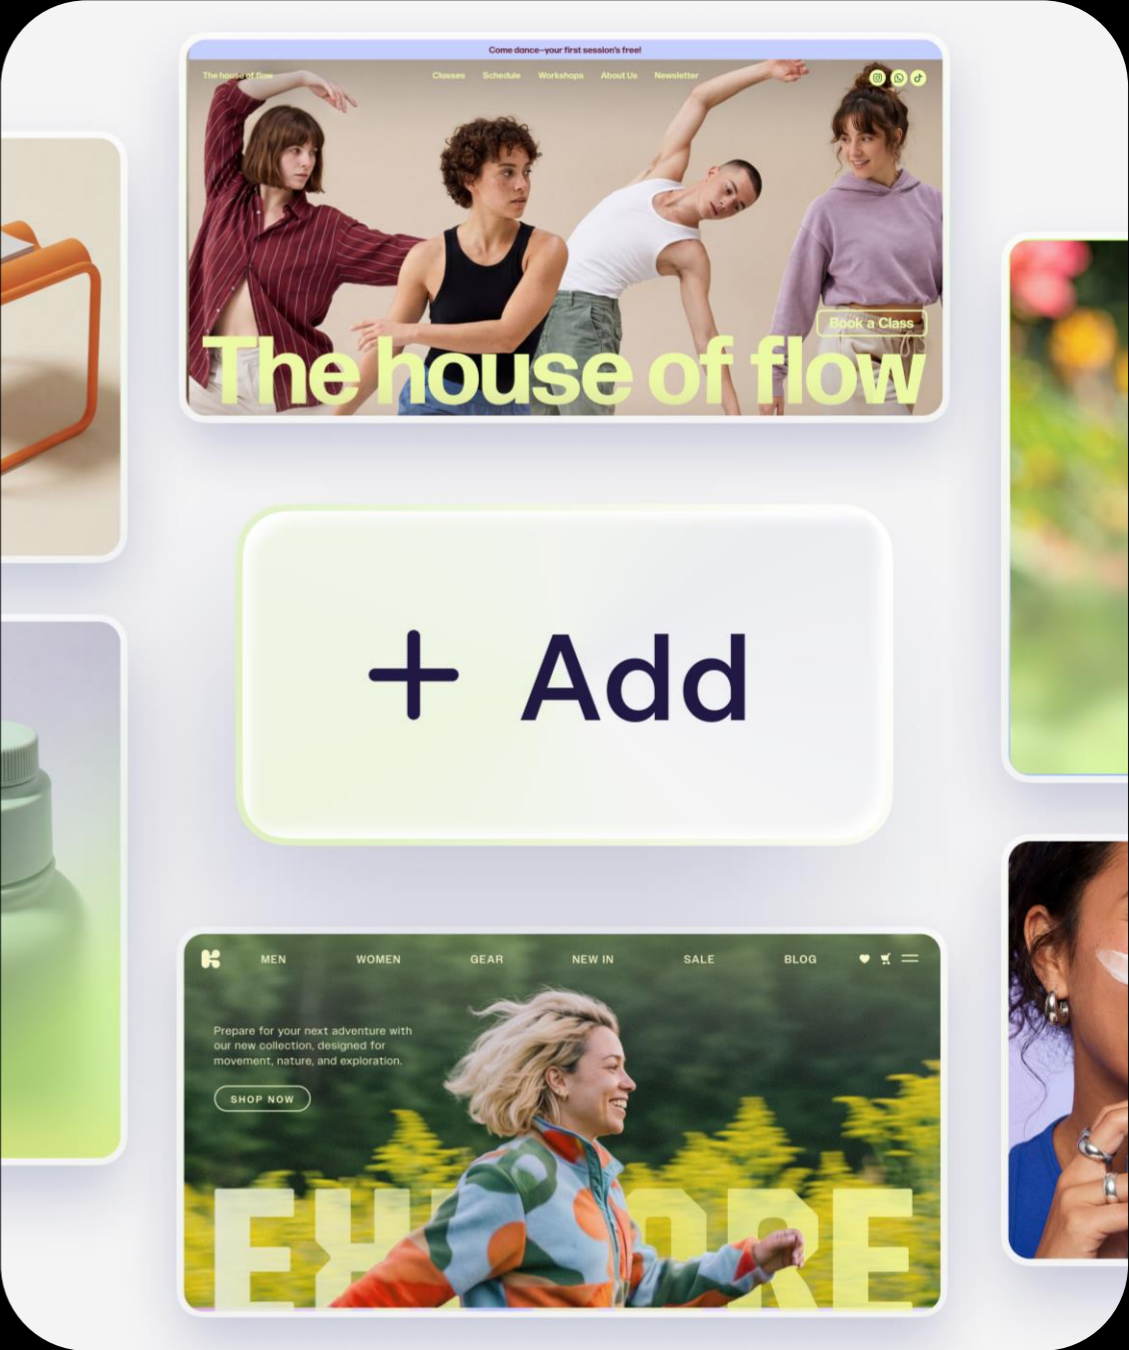 Come dance—your first session's free!
The house of flow
Classes Schedule Workshops About Us Newsletter
Book a Class
The house of flow
+ Add
MEN WOMEN GEAR NEW IN SALE BLOG
Prepare for your next adventure with
our new collection, designed for
movement, nature, and exploration.
SHOP NOW
EXPLORE